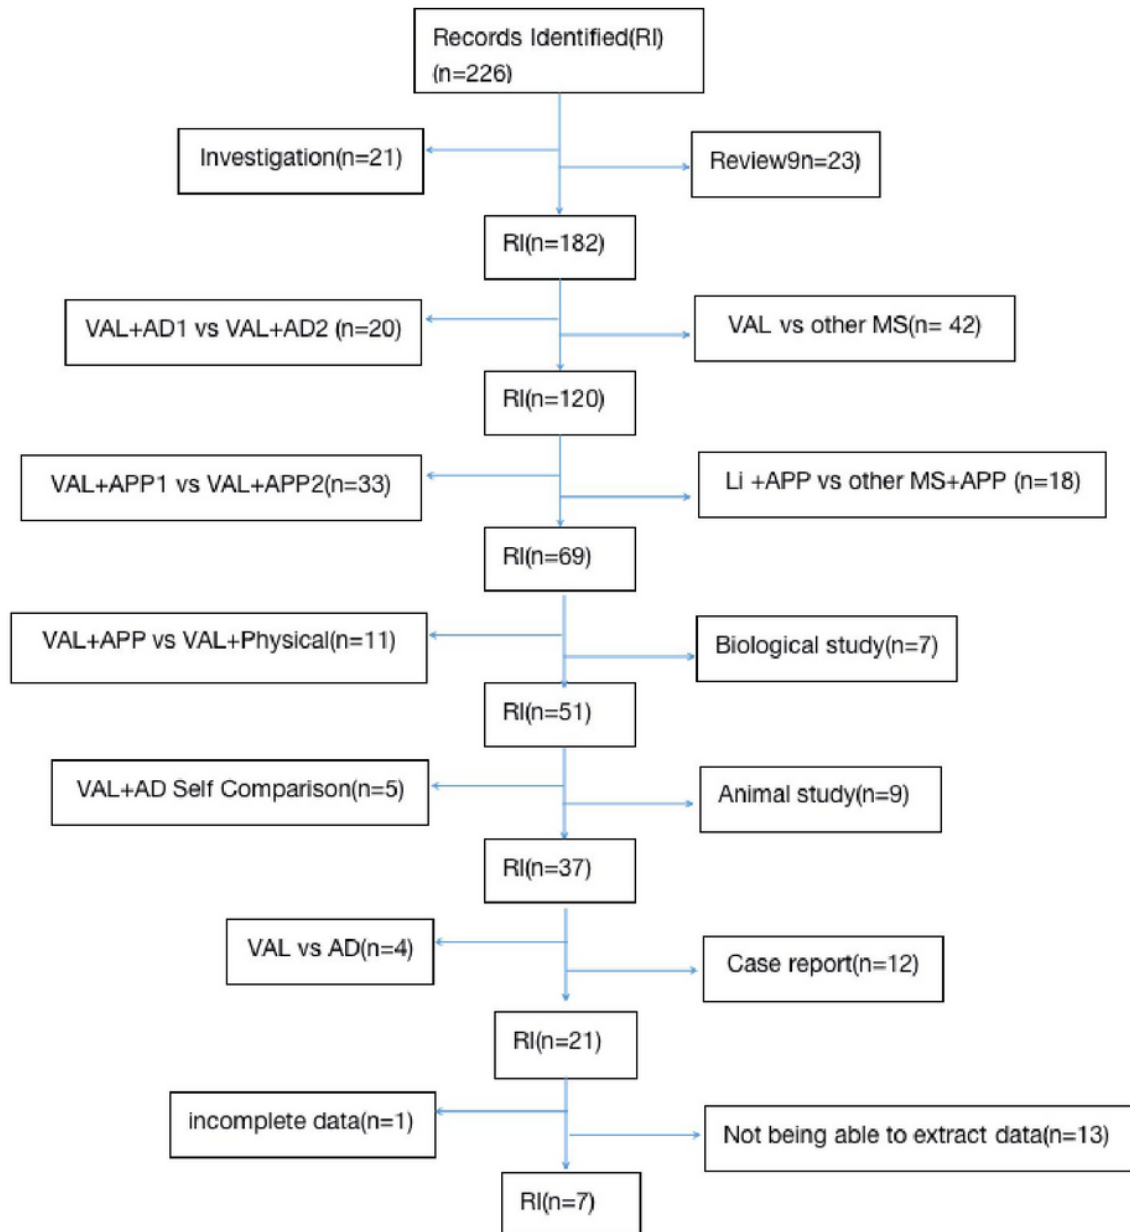 Records Identified(RI)
(n=226)
Investigation(n=21)
Review9n=23)
RI(n=182)
VAL+AD1 vs VAL+AD2 (n=20)
VAL vs other MS(n= 42)
RI(n=120)
VAL+APP1 vs VAL+APP2(n=33)
Li +APP vs other MS+APP (n=18)
RI(n=69)
VAL+APP vs VAL+Physical(n=11)
Biological study(n=7)
RI(n=51)
VAL+AD Self Comparison(n=5)
Animal study(n=9)
RI(n=37)
VAL vs AD(n=4)
Case report(n=12)
RI(n=21)
incomplete data(n=1)
Not being able to extract data(n=13)
RI(n=7)